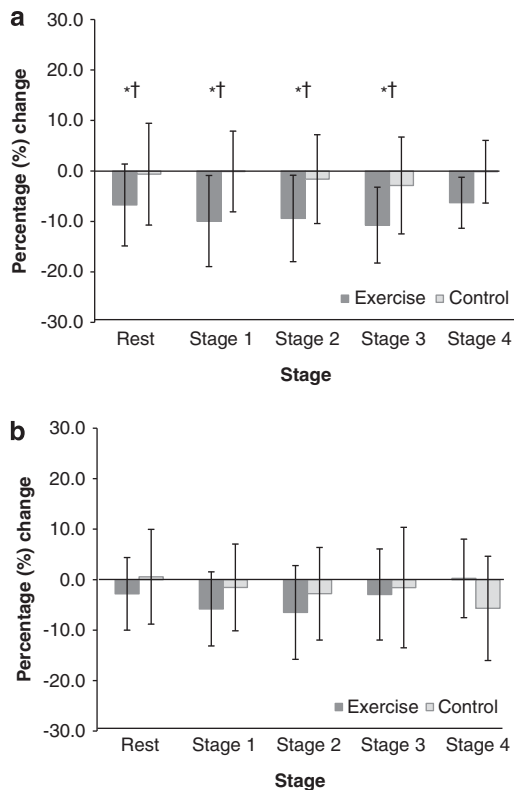 a
Percentage (%) change
30.0
20.0
*† *† *† *†
10.0
0.0
-10.0
-20.0
Exercise Control
-30.0
Rest Stage 1 Stage 2 Stage 3 Stage 4
Stage
b
Percentage (%) change
30.0
20.0
10.0
0.0
-10.0
-20.0
Exercise Control
-30.0
Rest Stage 1 Stage 2 Stage 3 Stage 4
Stage